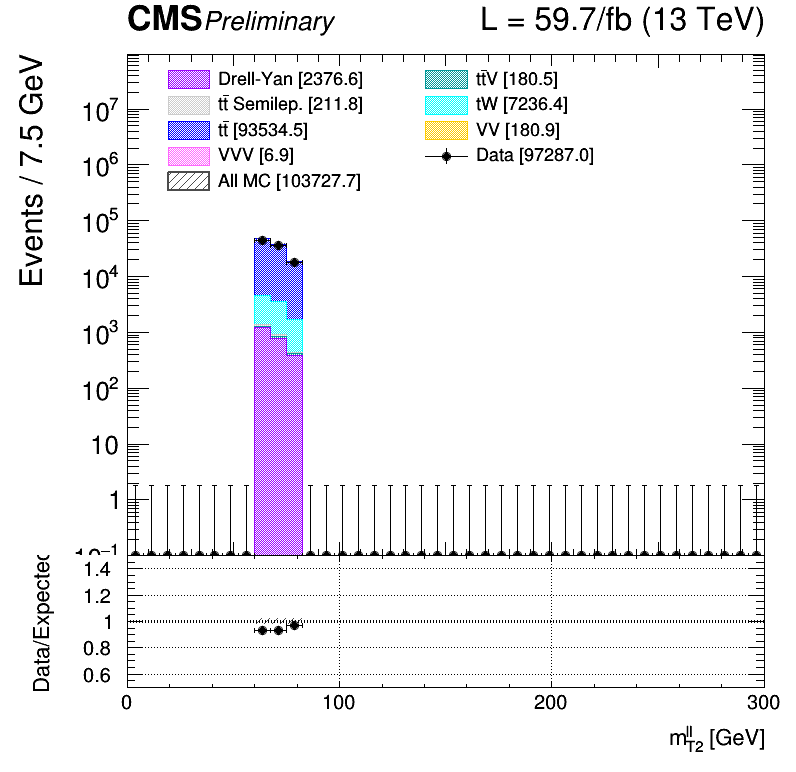 CMS Preliminary L = 59.7/fb (13 TeV)
Events / 7.5 GeV
Drell-Yan [2376.6]
tt̄ Semilep. [211.8]
tt̄ [93534.5]
VVV [6.9]
All MC [103727.7]
tt̄V [180.5]
tW [7236.4]
VV [180.9]
Data [97287.0]
10⁷
10⁶
10⁵
10⁴
10³
10²
10
1
10⁻¹
Data/Expected
1.4
1.2
1
0.8
0.6
0 100 200 300
m_T2^ll [GeV]